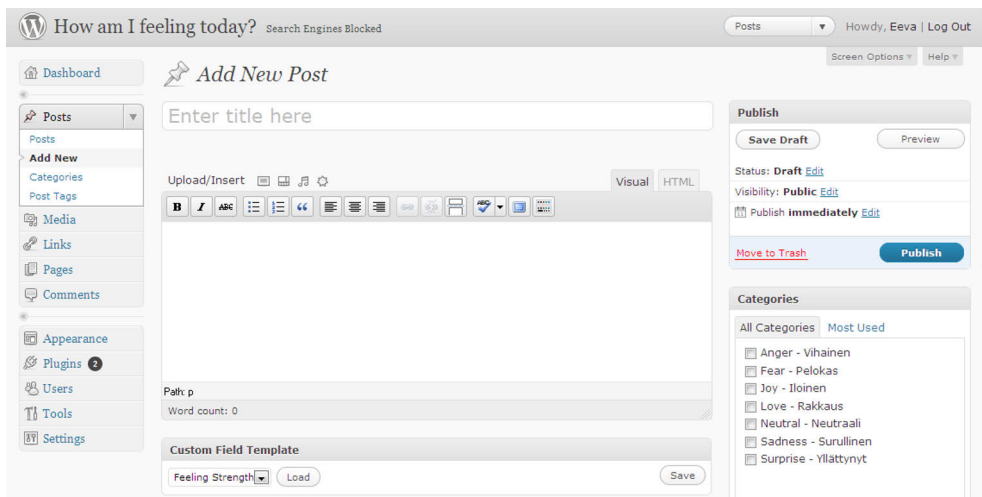 How am I feeling today? Search Engines Blocked
Posts
Howdy, Eeva | Log Out
Screen Options
Help
Dashboard
Posts
Posts
Add New
Categories
Post Tags
Media
Links
Pages
Comments
Appearance
Plugins 2
Users
Tools
Settings
Add New Post
Enter title here
Upload/Insert
Visual
HTML
B I ABC
ABC
Path: p
Word count: 0
Custom Field Template
Feeling Strength
Load
Save
Publish
Save Draft
Preview
Status: Draft Edit
Visibility: Public Edit
Publish immediately Edit
Move to Trash
Publish
Categories
All Categories
Most Used
Anger - Vihainen
Fear - Pelokas
Joy - Iloinen
Love - Rakkaus
Neutral - Neutraali
Sadness - Surullinen
Surprise - Yllättynyt